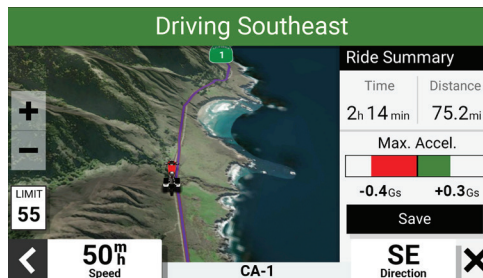 Driving Southeast
1
Ride Summary
Time
Distance
2h 14 min
75.2mi
Max. Accel.
-0.4Gs
+0.3Gs
Save
+
−
LIMIT
55
50 mh
Speed
CA-1
SE
Direction